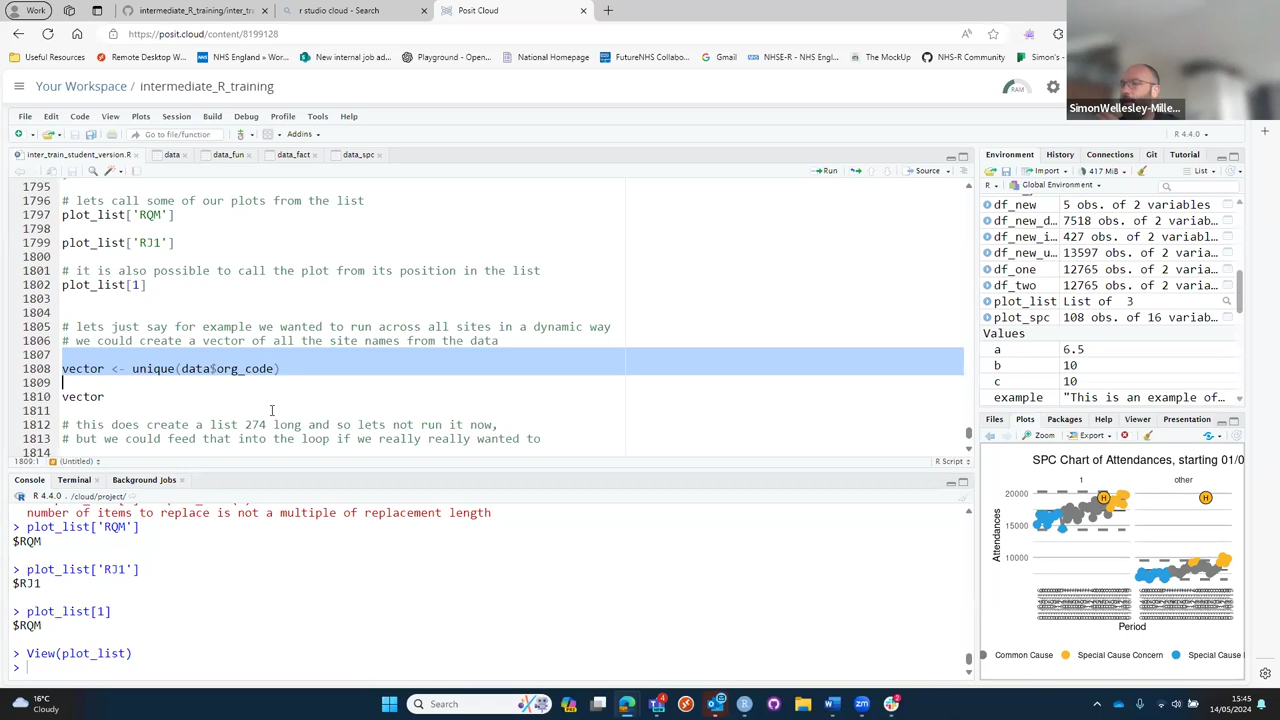 Work
intermediate_R_training/inter_tra
r studio cloud - Search
Posit Cloud
https://posit.cloud/content/8199128
Useful Resources
Remote Desktop W...
NHS England » Wor...
New internal job ad...
Playground - Open...
National Homepage
FutureNHS Collabo...
Gmail
NHSE-R - NHS Engl...
The MockUp
NHS-R Community
Simon's
Your Workspace / intermediate_R_training
RAM
SimonWellesley-Mille...
File Edit Code View Plots Session Build Debug Profile Tools Help
Go to file/function
Addins
R 4.4.0
inter_train_student_version.R
data
data_fun
data_fact
data_spc
Run
Source
1795
1796 # lets call some of our plots from the list
1797 plot_list['RQM']
1798
1799 plot_list['RJ1']
1800
1801 # it is also possible to call the plot from its position in the list
1802 plot_list[1]
1803
1804
1805 # lets just say for example we wanted to run across all sites in a dynamic way
1806 # we could create a vector of all the site names from the data
1807
1808 vector <- unique(data$org_code)
1809
1810 vector
1811
1812 # this does create a list 274 long and so lets not run it now,
1813 # but we could feed that into the loop if we really really wanted to
1814
1809:1 (Untitled) R Script
Console Terminal Background Jobs
R 4.4.0 · /cloud/project/
number of items to replace is not a multiple of replacement length
> plot_list['RQM']
$RQM
> plot_list['RJ1']
$RJ1
> plot_list[1]
$RQM
> View(plot_list)
>
Environment History Connections Git Tutorial
Import 417 MiB List
R Global Environment
df_new 5 obs. of 2 variables
df_new_d... 7518 obs. of 2 variab...
df_new_i... 427 obs. of 2 variabl...
df_new_u... 13597 obs. of 2 varia...
df_one 12765 obs. of 2 varia...
df_two 12765 obs. of 2 varia...
plot_list List of 3
plot_spc 108 obs. of 16 variab...
Values
a 6.5
b 10
c 10
example "This is an example of...
Files Plots Packages Help Viewer Presentation
Zoom Export
SPC Chart of Attendances, starting 01/0
1
other
20000
15000
10000
H
H
Attendances
Period
Common Cause
Special Cause Concern
Special Cause I
16°C
Cloudy
Search
4
2
15:45
14/05/2024